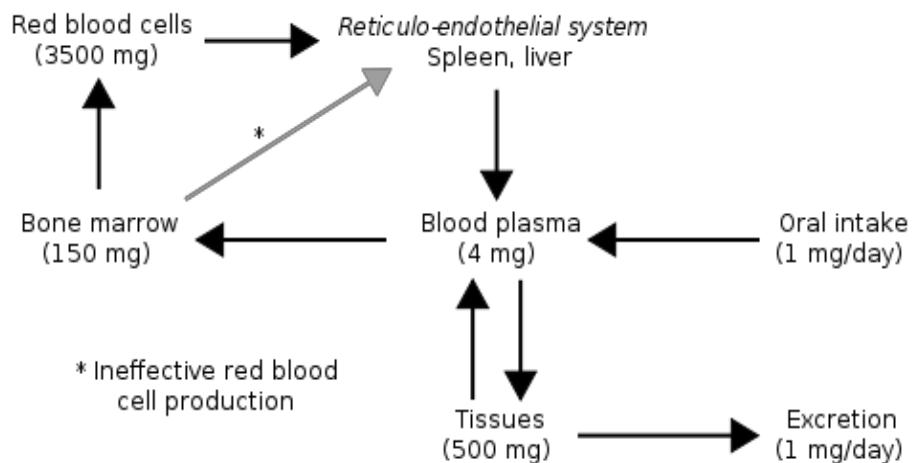 Red blood cells
(3500 mg)
Reticulo-endothelial system
Spleen, liver
*
Bone marrow
(150 mg)
Blood plasma
(4 mg)
Oral intake
(1 mg/day)
* Ineffective red blood
cell production
Tissues
(500 mg)
Excretion
(1 mg/day)